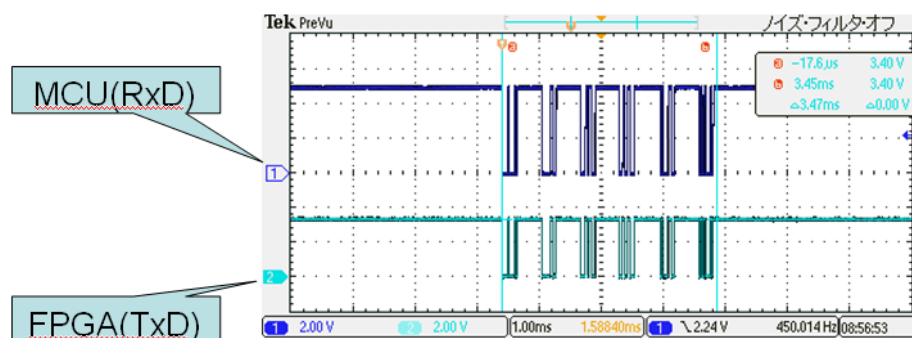 Tek PreVu
ノイズ・フィルタ・オフ
a -17.6μs 3.40 V
b 3.45ms 3.40 V
△3.47ms △0.00 V
MCU(RxD)
1
2
FPGA(TxD)
1 2.00 V 2 2.00 V 1.00ms 1.58840ms 1 2.24 V 450.014 Hz 08:56:53